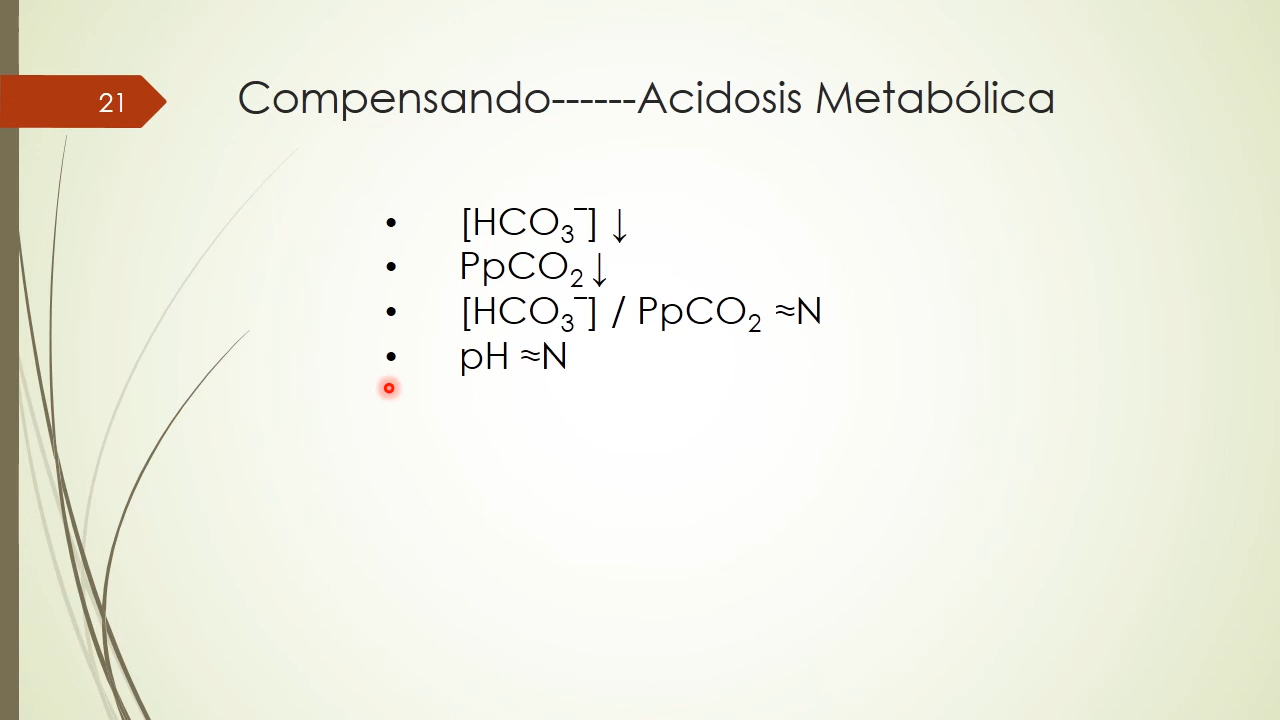 21
Compensando------Acidosis Metabólica
• [HCO₃⁻] ↓
• PpCO₂ ↓
• [HCO₃⁻] / PpCO₂ ≈N
• pH ≈N